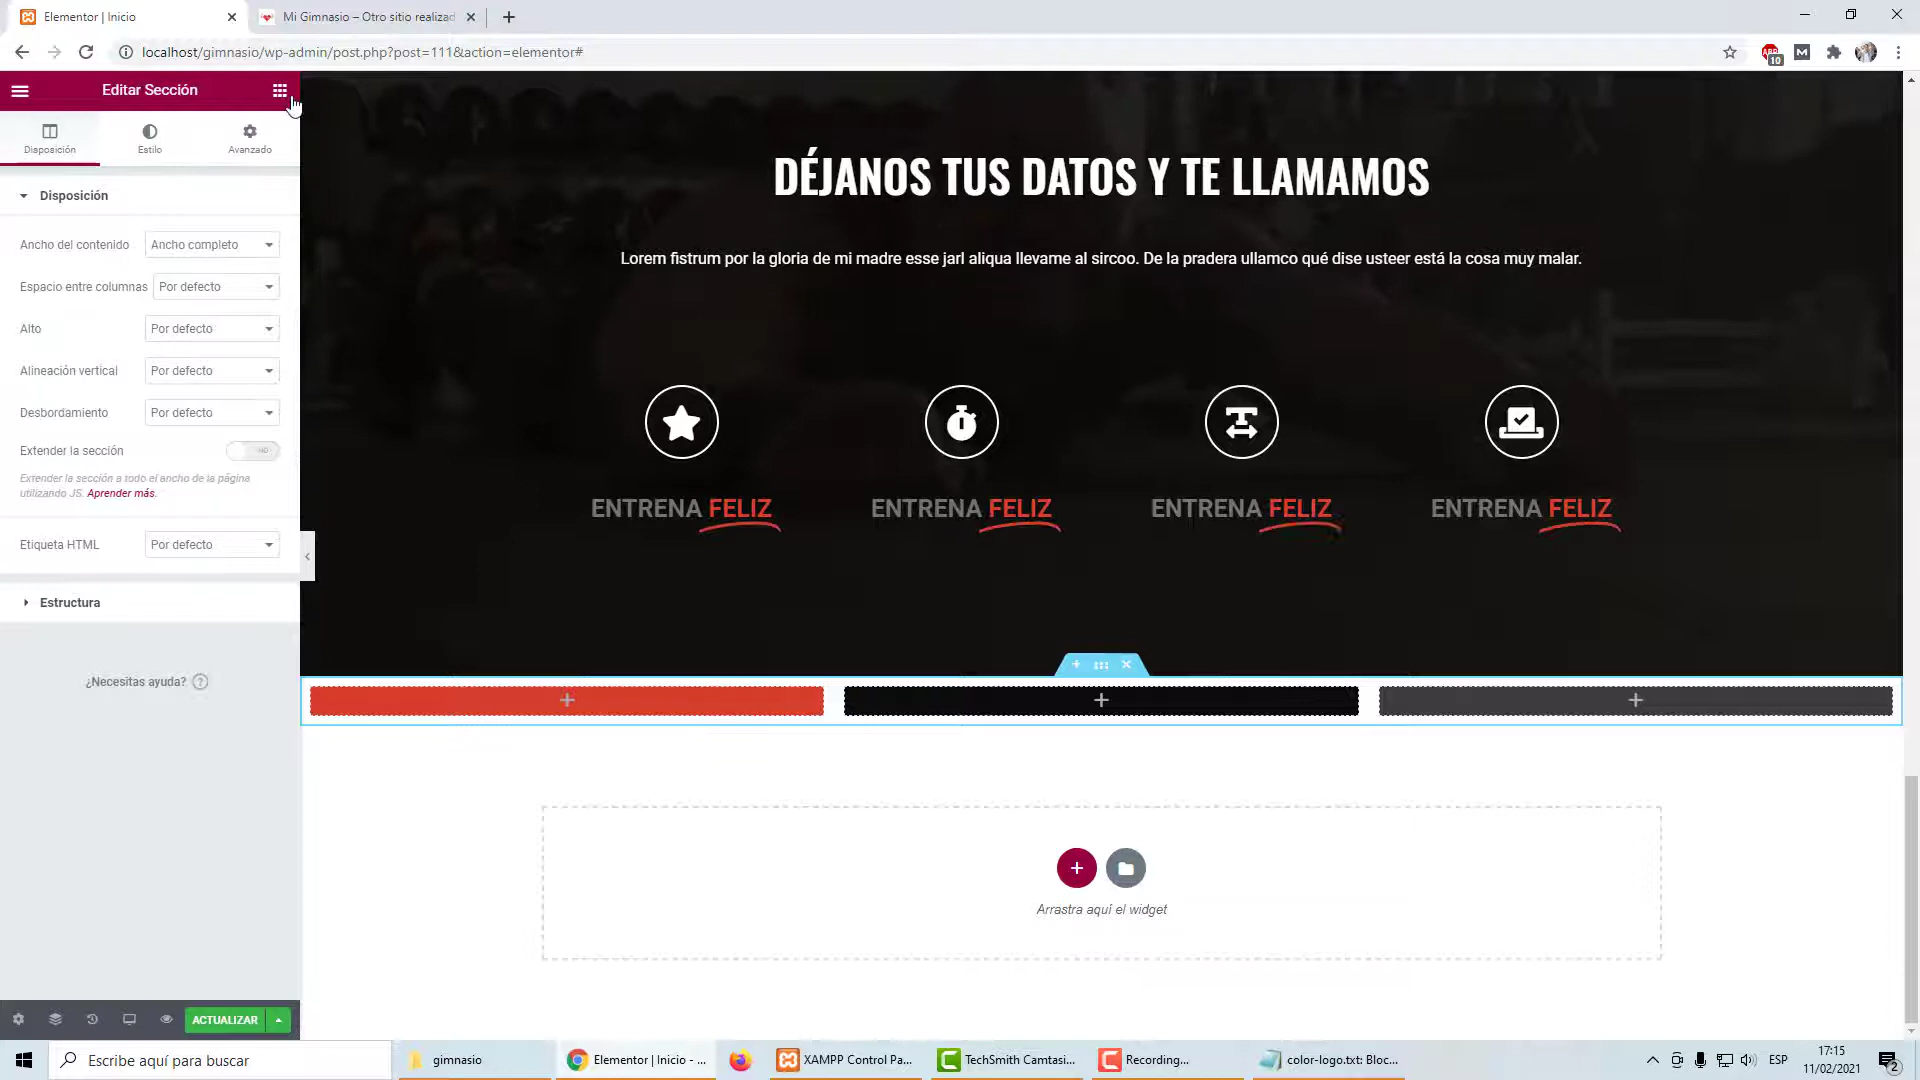 Elementor | Inicio
Mi Gimnasio – Otro sitio realizad
localhost/gimnasio/wp-admin/post.php?post=111&action=elementor#
ABP
10
M
Editar Sección
Disposición
Estilo
Avanzado
Disposición
Ancho del contenido
Ancho completo
Espacio entre columnas
Por defecto
Alto
Por defecto
Alineación vertical
Por defecto
Desbordamiento
Por defecto
Extender la sección
NO
Extender la sección a todo el ancho de la página
utilizando JS. Aprender más.
Etiqueta HTML
Por defecto
Estructura
¿Necesitas ayuda?
ACTUALIZAR
DÉJANOS TUS DATOS Y TE LLAMAMOS
Lorem fistrum por la gloria de mi madre esse jarl aliqua llevame al sircoo. De la pradera ullamco qué dise usteer está la cosa muy malar.
ENTRENA FELIZ
ENTRENA FELIZ
ENTRENA FELIZ
ENTRENA FELIZ
Arrastra aquí el widget
Escribe aquí para buscar
gimnasio
Elementor | Inicio - ...
XAMPP Control Pa...
TechSmith Camtasi...
Recording...
color-logo.txt: Bloc...
ESP
17:15
11/02/2021
2